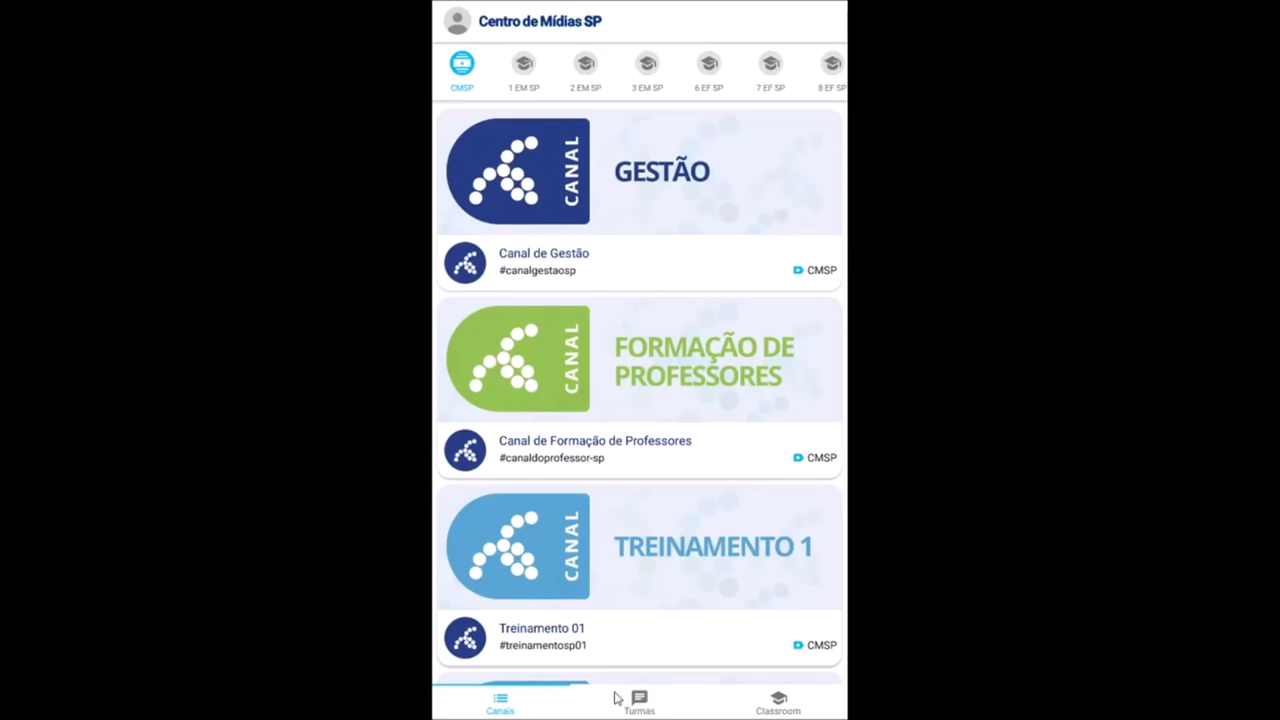 Centro de Mídias SP
CMSP
1 EM SP
2 EM SP
3 EM SP
6 EF SP
7 EF SP
8 EF SP
CANAL
GESTÃO
Canal de Gestão
#canalgestaosp
CMSP
CANAL
FORMAÇÃO DE
PROFESSORES
Canal de Formação de Professores
#canaldoprofessor-sp
CMSP
CANAL
TREINAMENTO 1
Treinamento 01
#treinamentosp01
CMSP
Canais
Turmas
Classroom